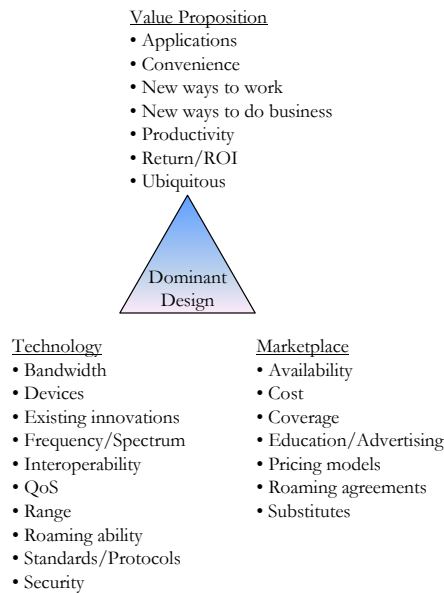 Value Proposition
• Applications
• Convenience
• New ways to work
• New ways to do business
• Productivity
• Return/ROI
• Ubiquitous
Dominant
Design
Technology
• Bandwidth
• Devices
• Existing innovations
• Frequency/Spectrum
• Interoperability
• QoS
• Range
• Roaming ability
• Standards/Protocols
• Security
Marketplace
• Availability
• Cost
• Coverage
• Education/Advertising
• Pricing models
• Roaming agreements
• Substitutes